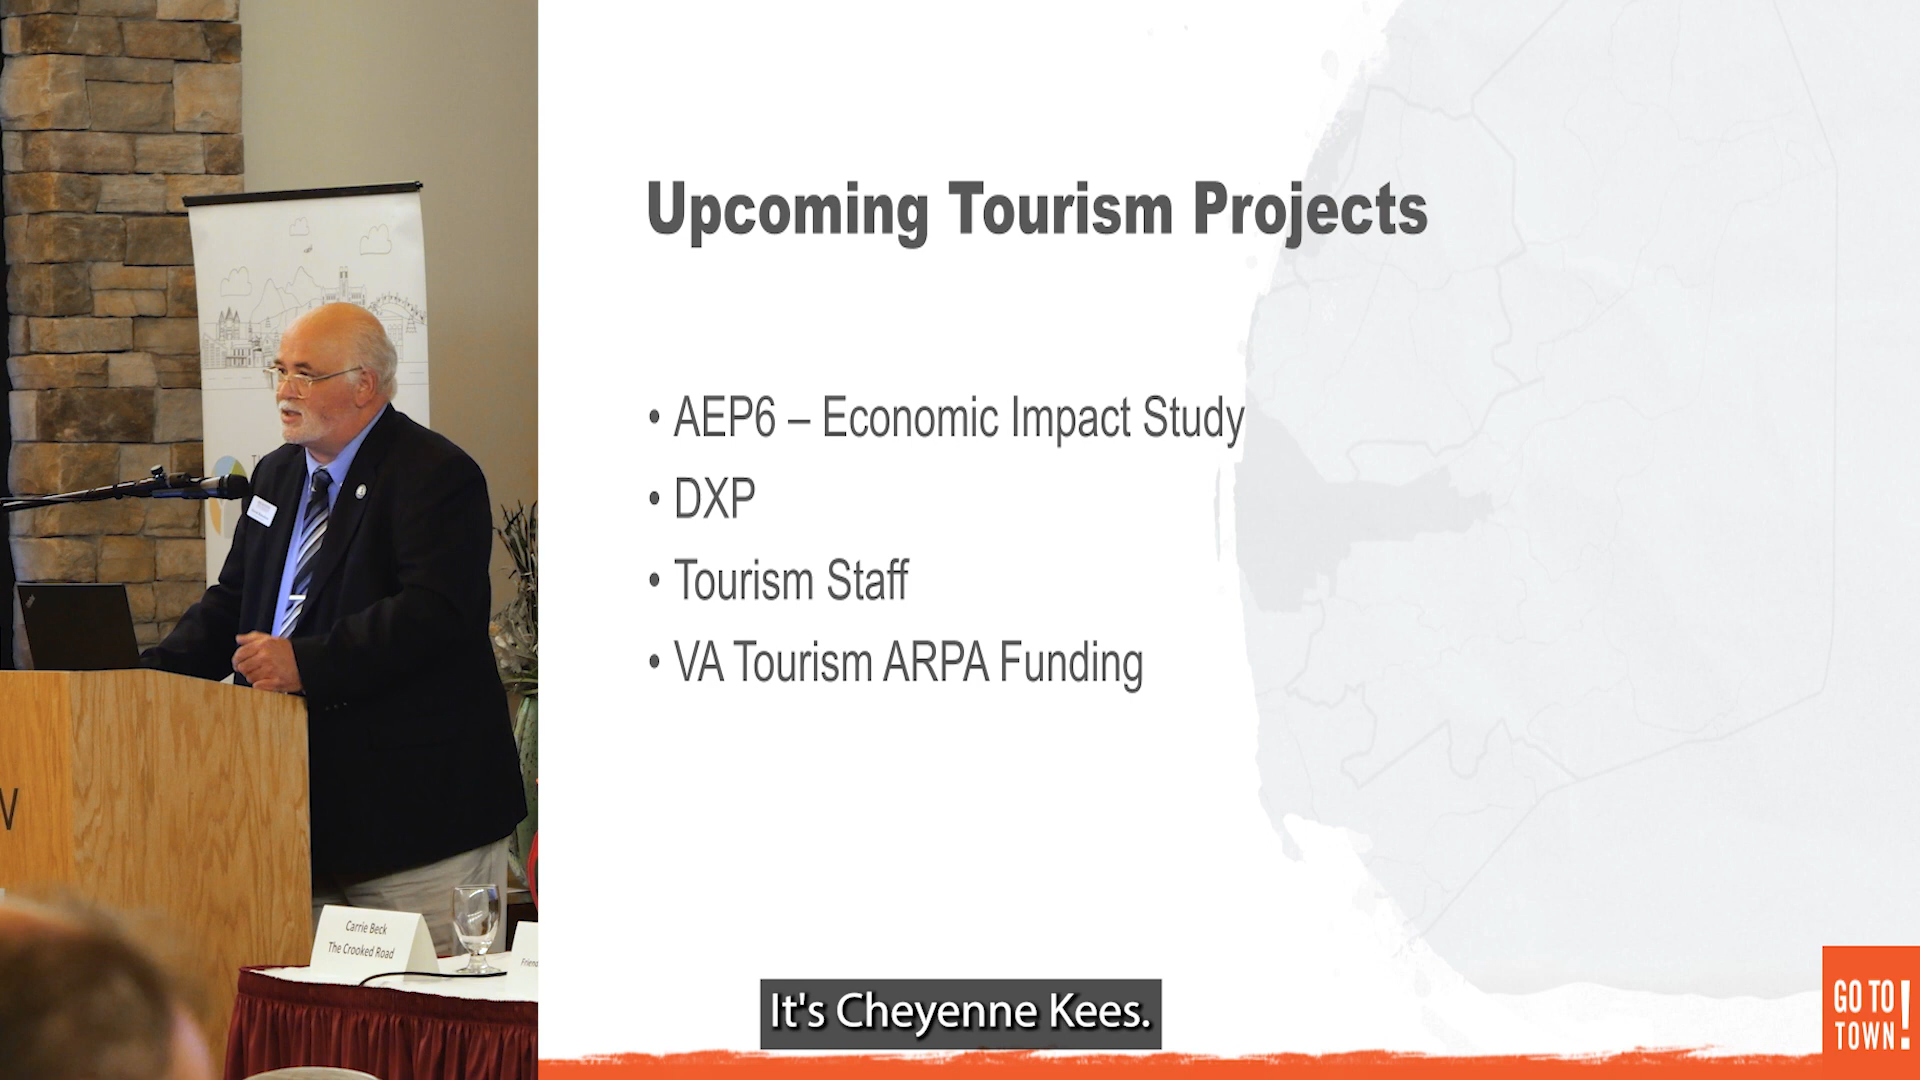 Upcoming Tourism Projects
• AEP6 – Economic Impact Study
• DXP
• Tourism Staff
• VA Tourism ARPA Funding
Carrie Beck
The Crooked Road
It's Cheyenne Kees.
GO TO
TOWN!